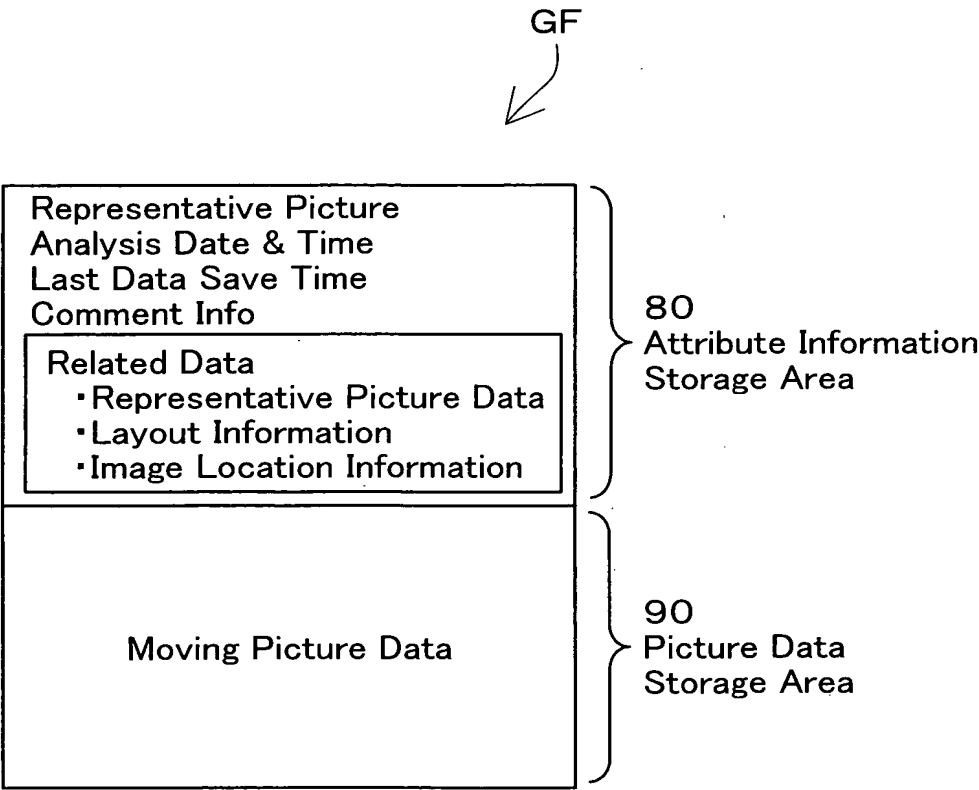 GF
Representative Picture
Analysis Date & Time
Last Data Save Time
Comment Info
Related Data
・Representative Picture Data
・Layout Information
・Image Location Information
80
Attribute Information
Storage Area
Moving Picture Data
90
Picture Data
Storage Area